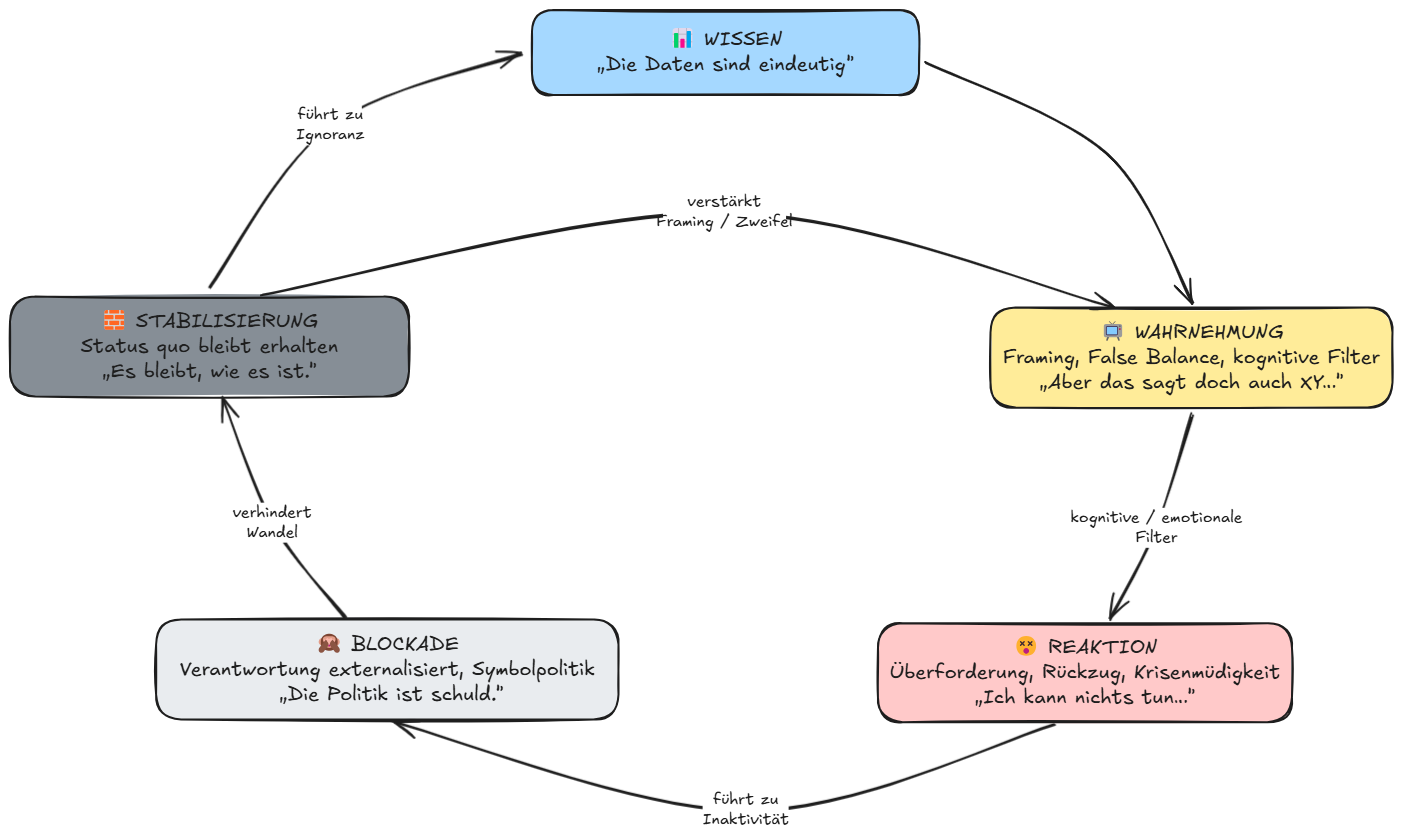 📊 WISSEN
„Die Daten sind eindeutig"
führt zu
Ignoranz
verstärkt
Framing / Zweifel
🧱 STABILISIERUNG
Status quo bleibt erhalten
„Es bleibt, wie es ist."
📺 WAHRNEHMUNG
Framing, False Balance, kognitive Filter
„Aber das sagt doch auch XY..."
verhindert
Wandel
kognitive / emotionale
Filter
🙈 BLOCKADE
Verantwortung externalisiert, Symbolpolitik
„Die Politik ist schuld."
😵 REAKTION
Überforderung, Rückzug, Krisenmüdigkeit
„Ich kann nichts tun..."
führt zu
Inaktivität